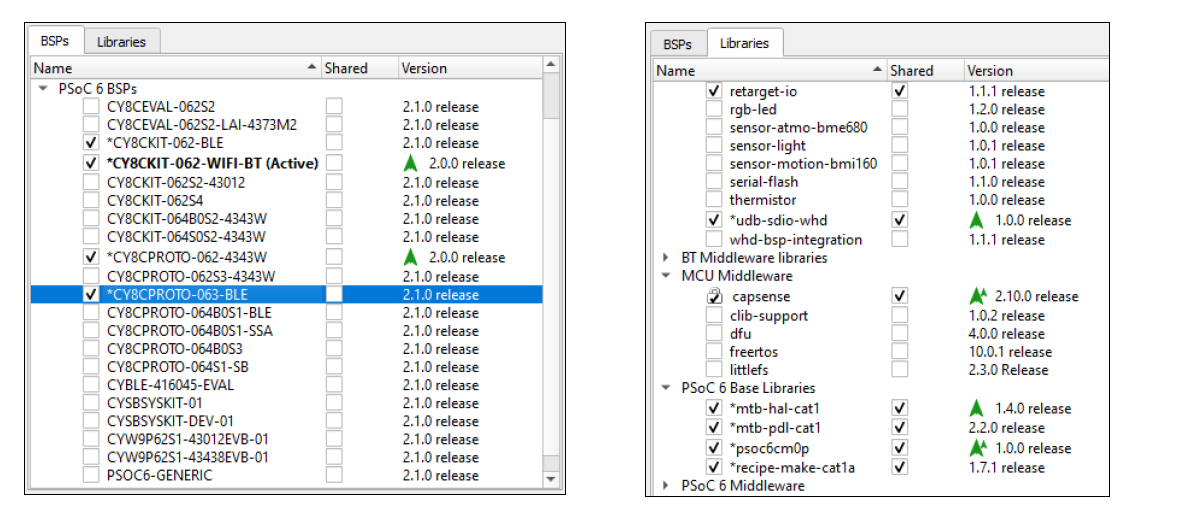 BSPs Libraries
Name Shared Version
PSoC 6 BSPs
CY8CEVAL-062S2 2.1.0 release
CY8CEVAL-062S2-LAI-4373M2 2.1.0 release
*CY8CKIT-062-BLE 2.1.0 release
*CY8CKIT-062-WIFI-BT (Active) 2.0.0 release
CY8CKIT-062S2-43012 2.1.0 release
CY8CKIT-062S4 2.1.0 release
CY8CKIT-064B0S2-4343W 2.1.0 release
CY8CKIT-064S0S2-4343W 2.1.0 release
*CY8CPROTO-062-4343W 2.0.0 release
CY8CPROTO-062S3-4343W 2.1.0 release
*CY8CPROTO-063-BLE 2.1.0 release
CY8CPROTO-064B0S1-BLE 2.1.0 release
CY8CPROTO-064B0S1-SSA 2.1.0 release
CY8CPROTO-064B0S3 2.1.0 release
CY8CPROTO-064S1-SB 2.1.0 release
CYBLE-416045-EVAL 2.1.0 release
CYSBSYSKIT-01 2.1.0 release
CYSBSYSKIT-DEV-01 2.1.0 release
CYW9P62S1-43012EVB-01 2.1.0 release
CYW9P62S1-43438EVB-01 2.1.0 release
PSOC6-GENERIC 2.1.0 release
BSPs Libraries
Name Shared Version
retarget-io 1.1.1 release
rgb-led 1.2.0 release
sensor-atmo-bme680 1.0.0 release
sensor-light 1.0.1 release
sensor-motion-bmi160 1.0.1 release
serial-flash 1.1.0 release
thermistor 1.0.0 release
*udb-sdio-whd 1.0.0 release
whd-bsp-integration 1.1.1 release
BT Middleware libraries
MCU Middleware
capsense 2.10.0 release
clib-support 1.0.2 release
dfu 4.0.0 release
freertos 10.0.1 release
littlefs 2.3.0 Release
PSoC 6 Base Libraries
*mtb-hal-cat1 1.4.0 release
*mtb-pdl-cat1 2.2.0 release
*psoc6cm0p 1.0.0 release
*recipe-make-cat1a 1.7.1 release
PSoC 6 Middleware